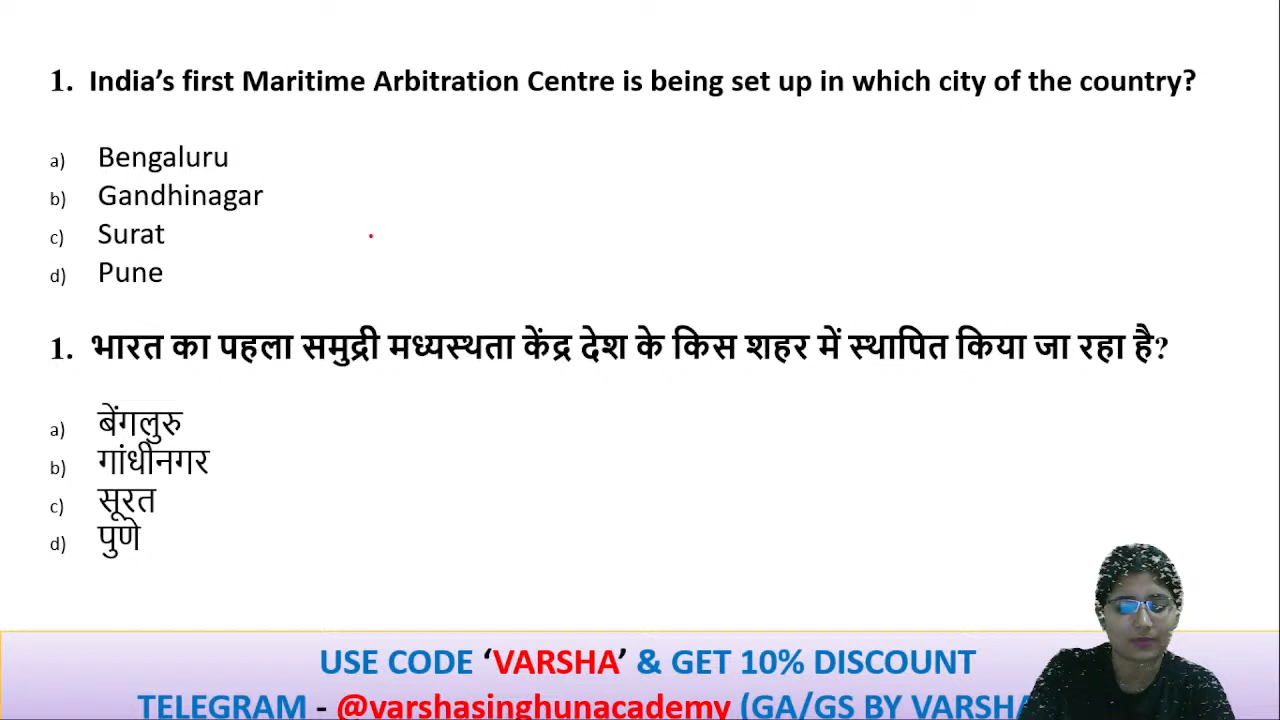 1. India’s first Maritime Arbitration Centre is being set up in which city of the country?
a) Bengaluru
b) Gandhinagar
c) Surat
d) Pune
1. भारत का पहला समुद्री मध्यस्थता केंद्र देश के किस शहर में स्थापित किया जा रहा है?
a) बेंगलुरु
b) गांधीनगर
c) सूरत
d) पुणे
USE CODE ‘VARSHA’ & GET 10% DISCOUNT
TELEGRAM - @varshasinghunacademy (GA/GS BY VARSHA